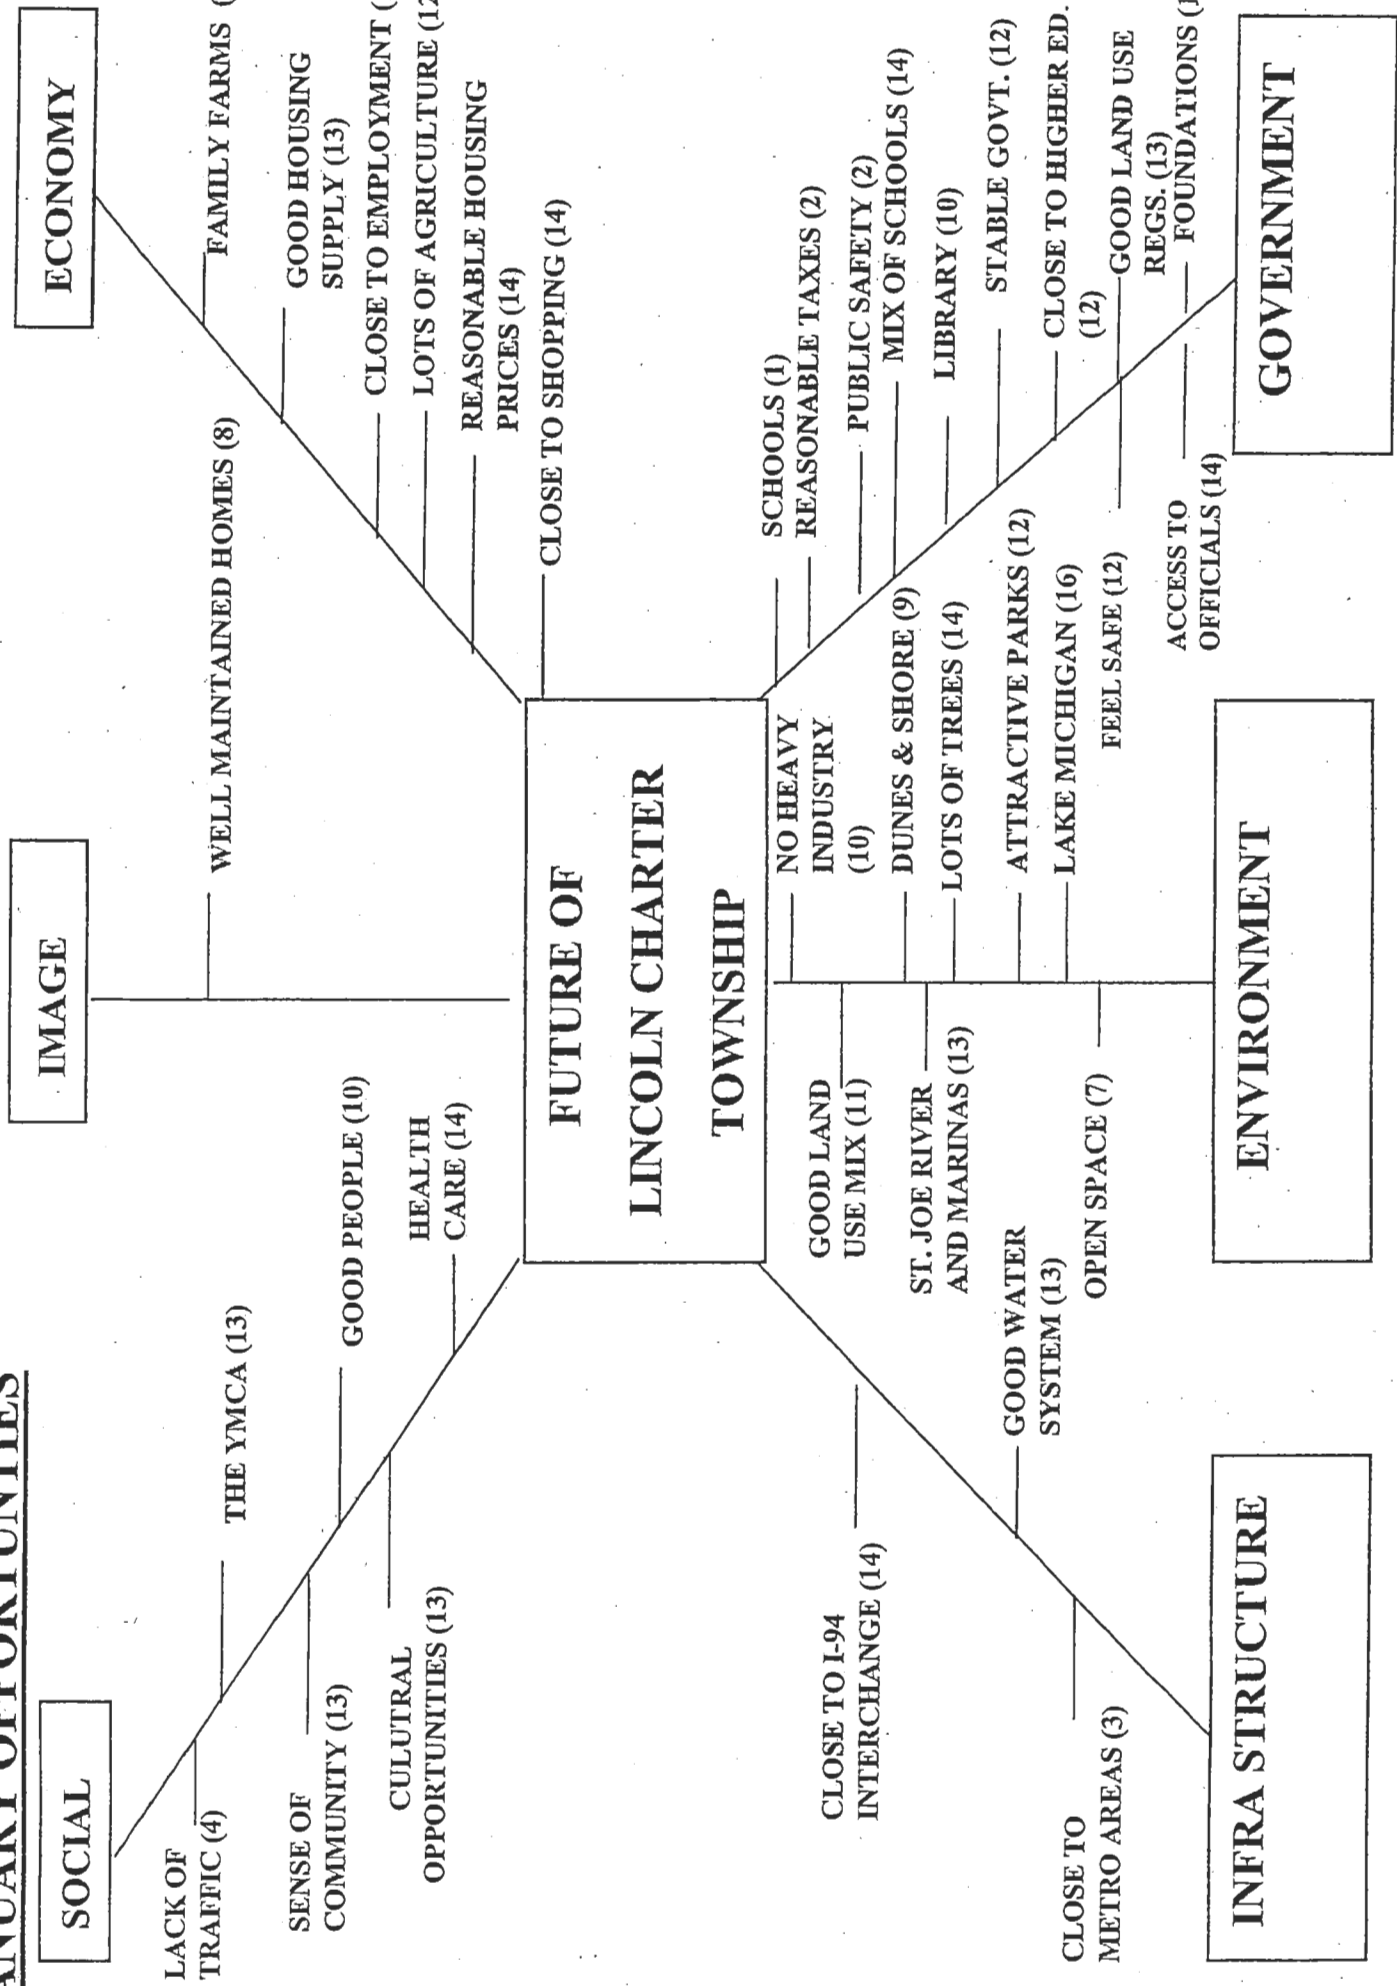 ANUARY OPPORTUNITIES
SOCIAL
IMAGE
ECONOMY
LACK OF
TRAFFIC (4)
THE YMCA (13)
SENSE OF
COMMUNITY (13)
GOOD PEOPLE (10)
CULUTRAL
OPPORTUNITIES (13)
HEALTH
CARE (14)
WELL MAINTAINED HOMES (8)
FAMILY FARMS (
GOOD HOUSING
SUPPLY (13)
CLOSE TO EMPLOYMENT (
LOTS OF AGRICULTURE (12
REASONABLE HOUSING
PRICES (14)
CLOSE TO SHOPPING (14)
FUTURE OF
LINCOLN CHARTER
TOWNSHIP
CLOSE TO I-94
INTERCHANGE (14)
GOOD WATER
SYSTEM (13)
CLOSE TO
METRO AREAS (3)
GOOD LAND
USE MIX (11)
ST. JOE RIVER
AND MARINAS (13)
OPEN SPACE (7)
NO HEAVY
INDUSTRY
(10)
DUNES & SHORE (9)
LOTS OF TREES (14)
ATTRACTIVE PARKS (12)
LAKE MICHIGAN (16)
SCHOOLS (1)
REASONABLE TAXES (2)
PUBLIC SAFETY (2)
MIX OF SCHOOLS (14)
LIBRARY (10)
STABLE GOVT. (12)
CLOSE TO HIGHER ED.
(12)
FEEL SAFE (12)
GOOD LAND USE
REGS. (13)
ACCESS TO
OFFICIALS (14)
FOUNDATIONS (1
INFRA STRUCTURE
ENVIRONMENT
GOVERNMENT